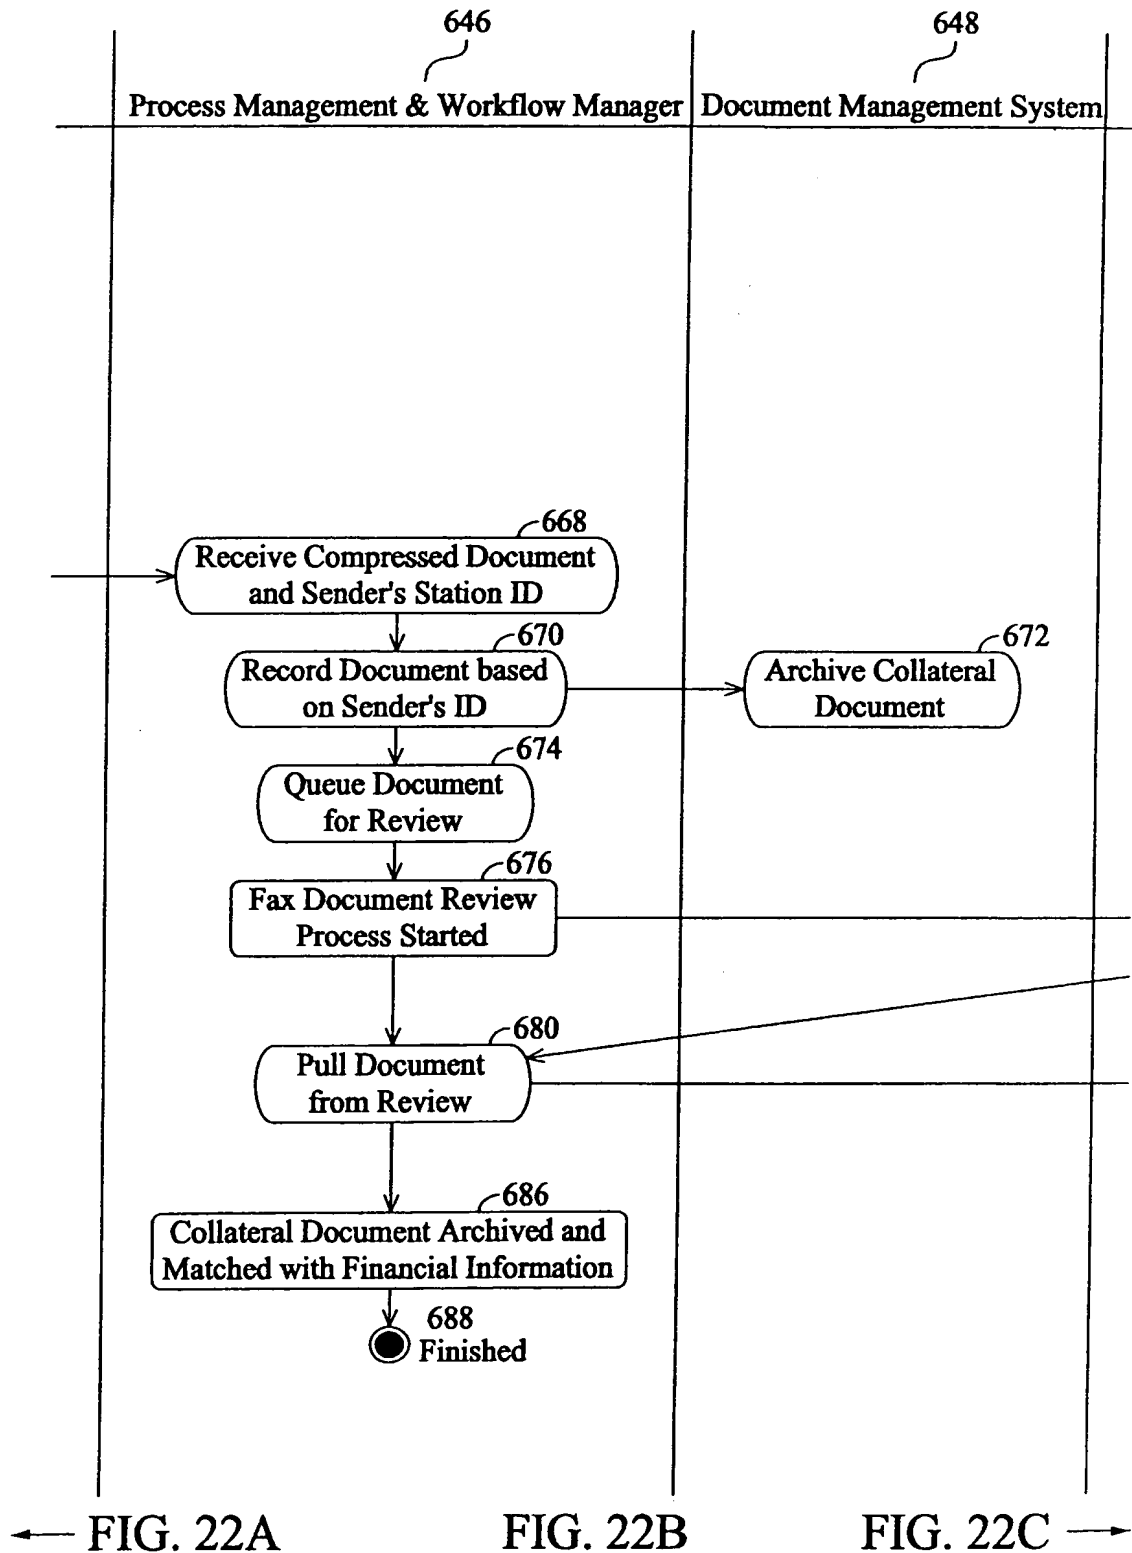 646
648
Process Management & Workflow Manager
Document Management System
668
Receive Compressed Document
and Sender's Station ID
670
Record Document based
on Sender's ID
672
Archive Collateral
Document
674
Queue Document
for Review
676
Fax Document Review
Process Started
680
Pull Document
from Review
686
Collateral Document Archived and
Matched with Financial Information
688
Finished
FIG. 22A
FIG. 22B
FIG. 22C